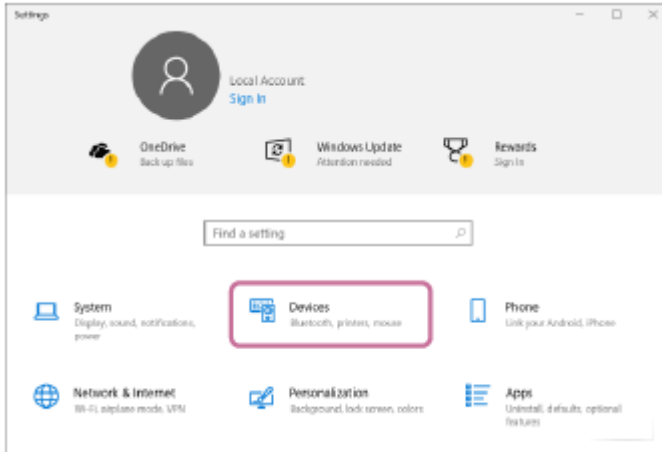 Settings
Local Account
Sign In
OneDrive
Back up files
Windows Update
Attention needed
Rewards
Sign In
Find a setting
System
Display, sound, notifications,
power
Devices
Bluetooth, printers, mouse
Phone
Link your Android, iPhone
Network & Internet
Wi-Fi, airplane mode, VPN
Personalization
Background, lock screen, colors
Apps
Uninstall, defaults, optional
features